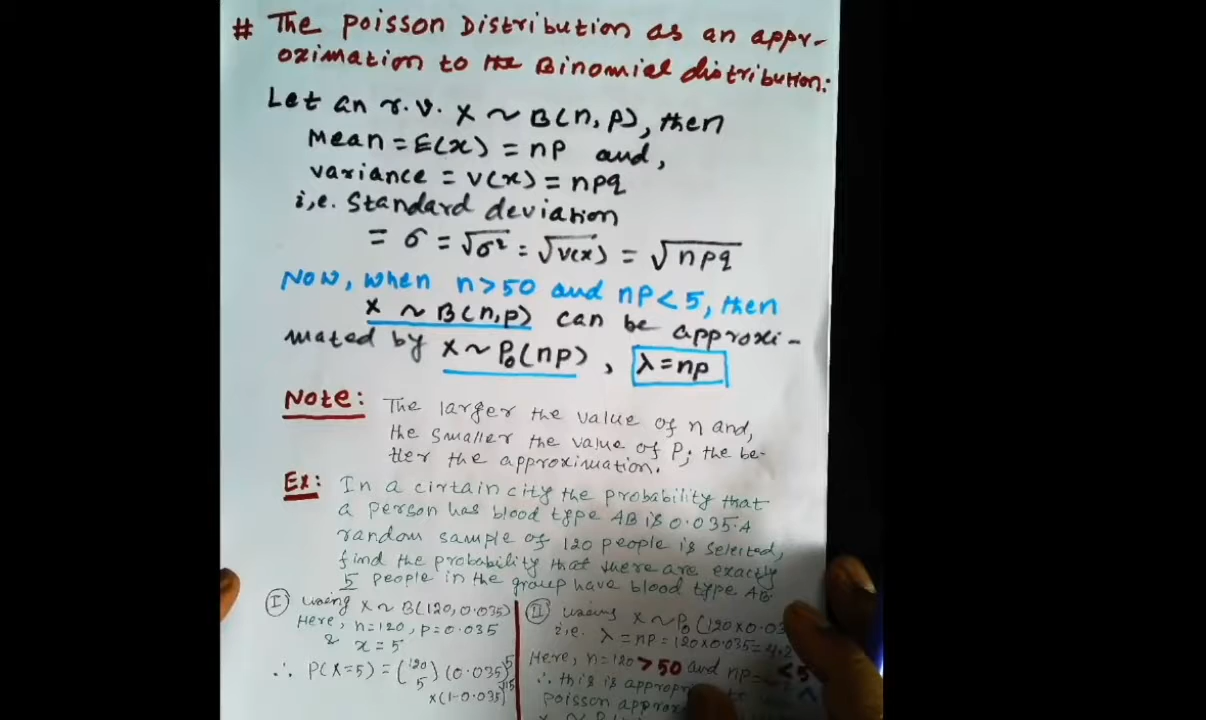 # The Poisson Distribution as an appr-
oximation to the Binomial distribution:
Let an r.v. X ~ B(n, p), then
Mean = E(x) = np and,
variance = v(x) = npq
i,e. Standard deviation
= σ = √σ² = √v(x) = √npq
Now, when n>50 and np<5, then
X ~ B(n,p) can be approxi-
mated by X ~ P₀(np), λ=np
Note: The larger the value of n and,
the smaller the value of P; the be-
tter the approximation.
Ex: In a cirtain city the probability that
a person has blood type AB is 0.035. A
random sample of 120 people is selected,
find the probability that there are exactly
5 people in the group have blood type AB.
I using X ~ B(120, 0.035)
Here, n=120, p=0.035
& x=5
∴ P(X=5) = (120 5) (0.035)⁵
×(1-0.035)¹¹⁵
II using X ~ P₀(120×0.03
i.e. λ = np = 120×0.035=4.2
Here, n=120 >50 and np= <5
∴ this is
poisson